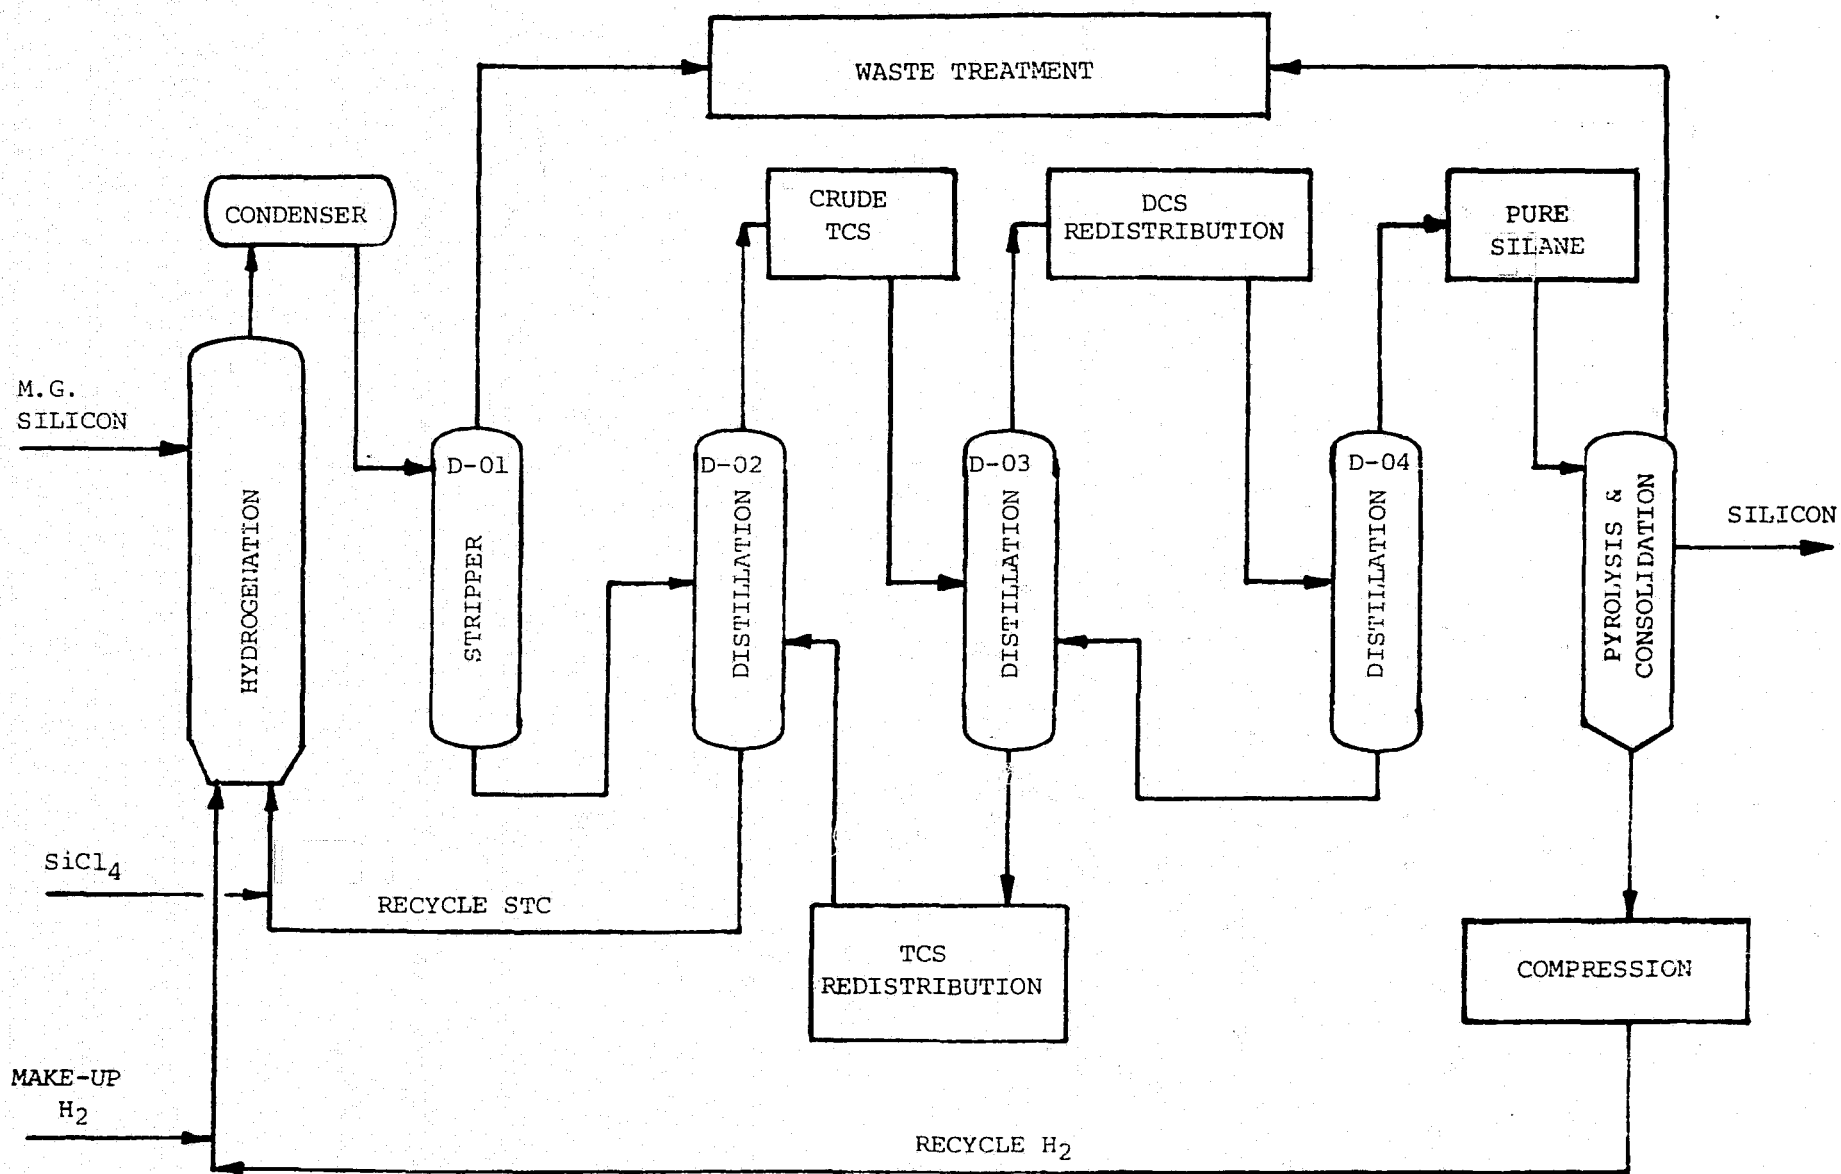 WASTE TREATMENT
CONDENSER
CRUDE
TCS
DCS
REDISTRIBUTION
PURE
SILANE
M.G.
SILICON
HYDROGENATION
D-01
STRIPPER
D-02
DISTILLATION
D-03
DISTILLATION
D-04
DISTILLATION
PYROLYSIS &
CONSOLIDATION
SILICON
SiCl4
RECYCLE STC
TCS
REDISTRIBUTION
COMPRESSION
MAKE-UP
H2
RECYCLE H2